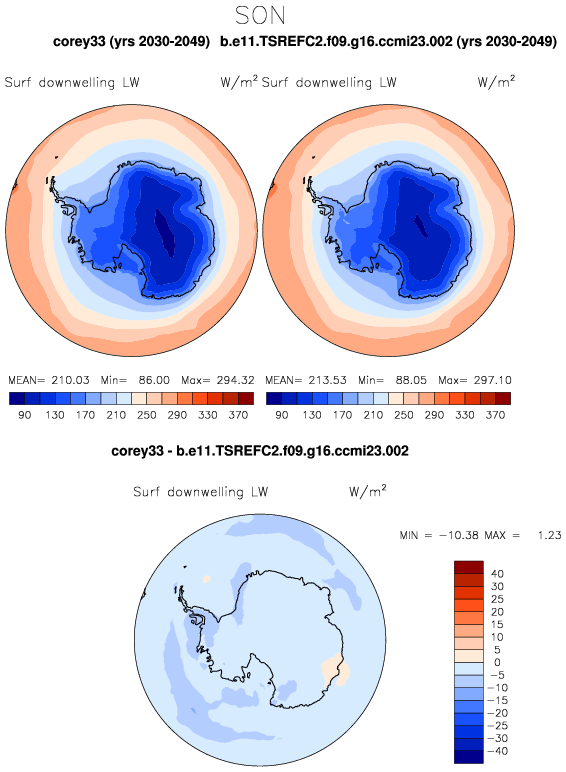 SON
corey33 (yrs 2030-2049) b.e11.TSREFC2.f09.g16.ccmi23.002 (yrs 2030-2049)
Surf downwelling LW W/m² Surf downwelling LW W/m²
MEAN= 210.03 Min= 86.00 Max= 294.32 MEAN= 213.53 Min= 88.05 Max= 297.10
90 130 170 210 250 290 330 370 90 130 170 210 250 290 330 370
corey33 - b.e11.TSREFC2.f09.g16.ccmi23.002
Surf downwelling LW W/m²
MIN = -10.38 MAX = 1.23
40
30
25
20
15
10
5
0
-5
-10
-15
-20
-25
-30
-40